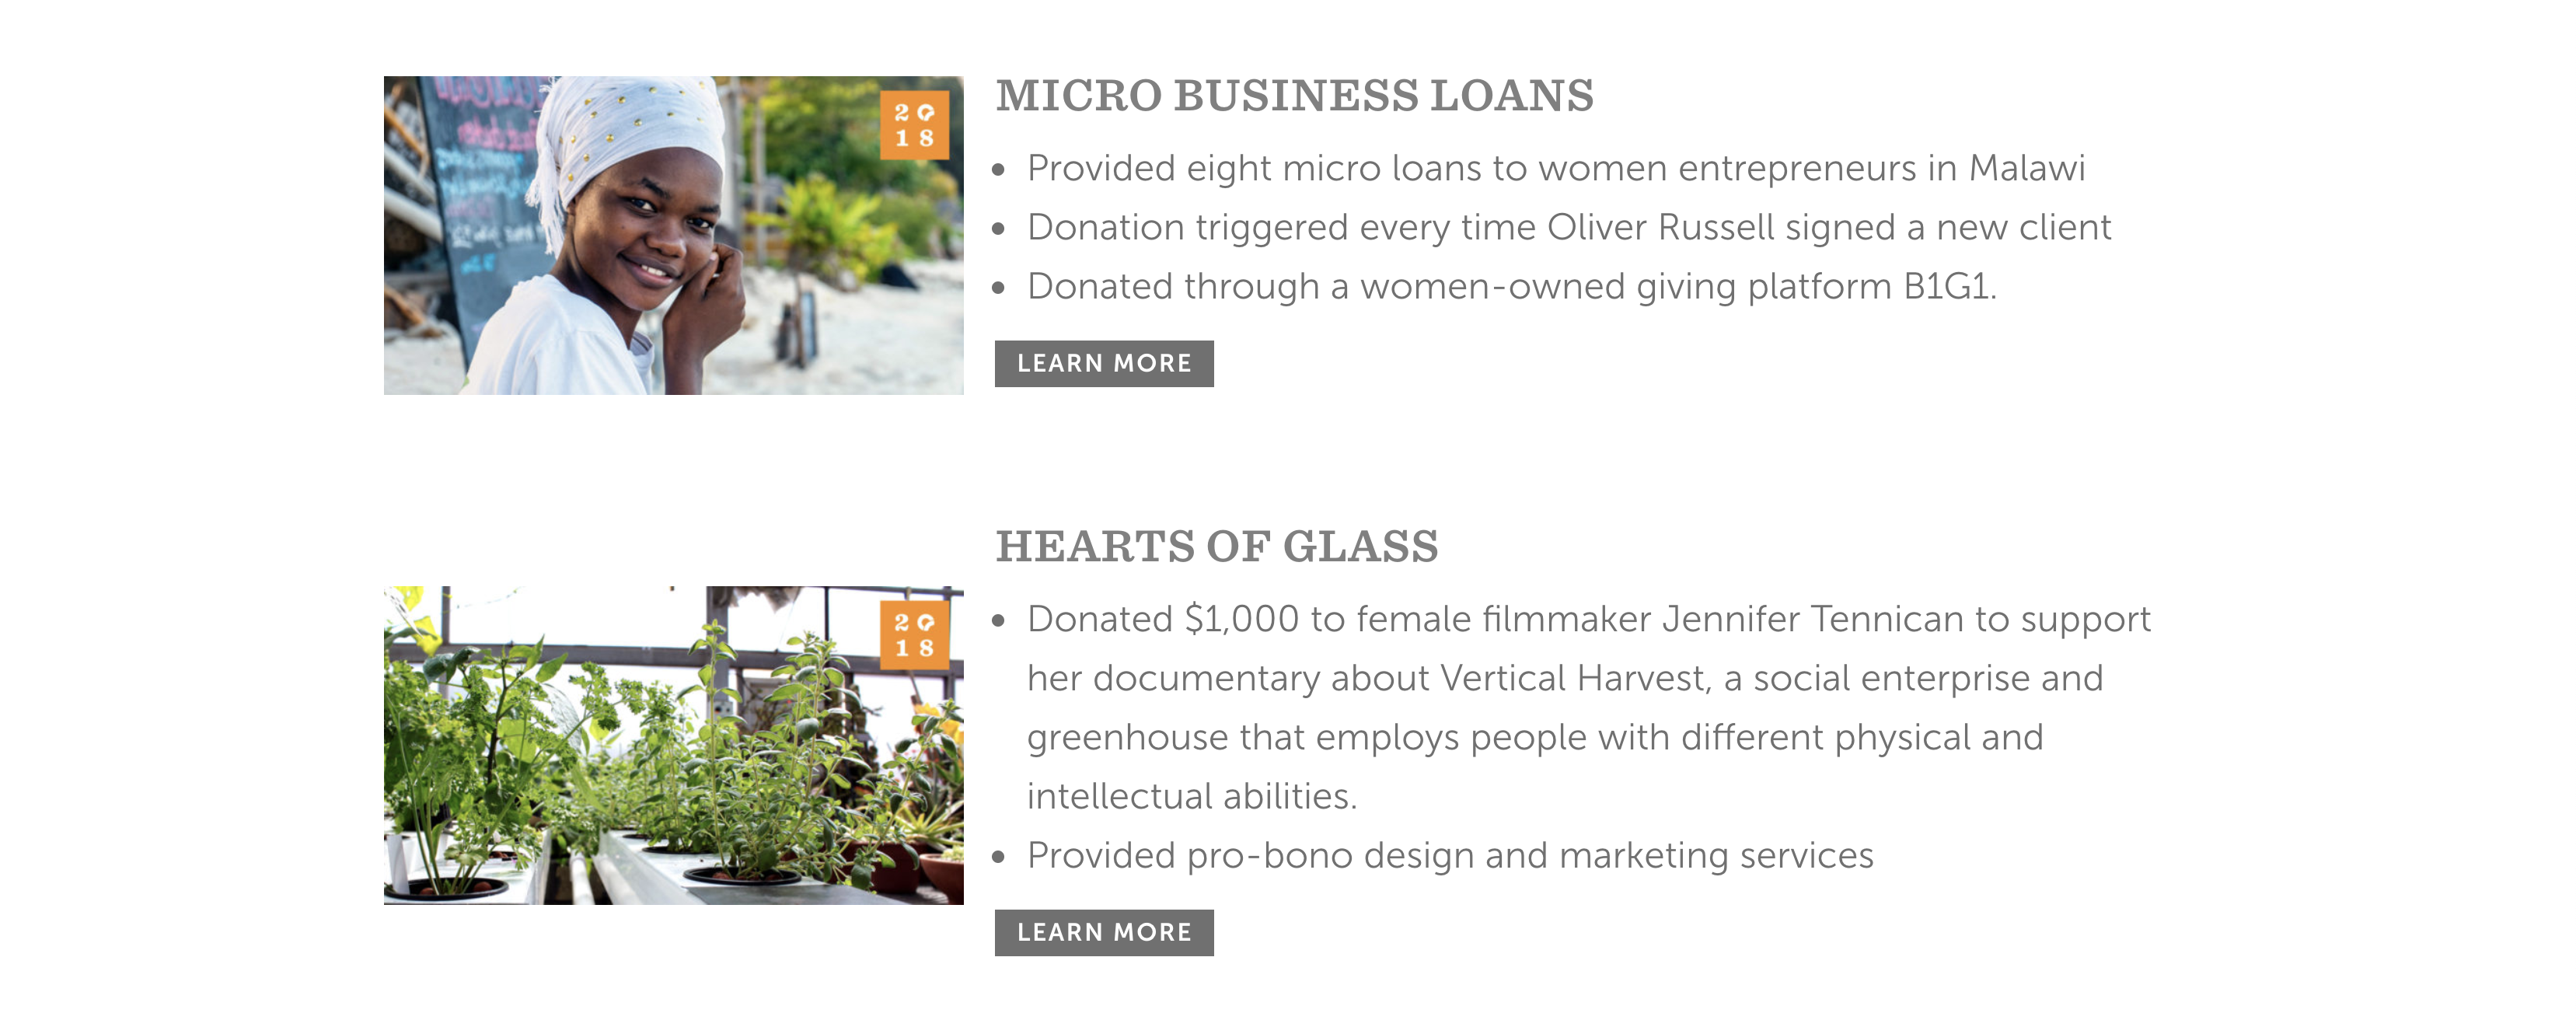 2018
MICRO BUSINESS LOANS
Provided eight micro loans to women entrepreneurs in Malawi
Donation triggered every time Oliver Russell signed a new client
Donated through a women-owned giving platform B1G1.
LEARN MORE
HEARTS OF GLASS
20
18
Donated $1,000 to female filmmaker Jennifer Tennican to support
her documentary about Vertical Harvest, a social enterprise and
greenhouse that employs people with different physical and
intellectual abilities.
Provided pro-bono design and marketing services
LEARN MORE